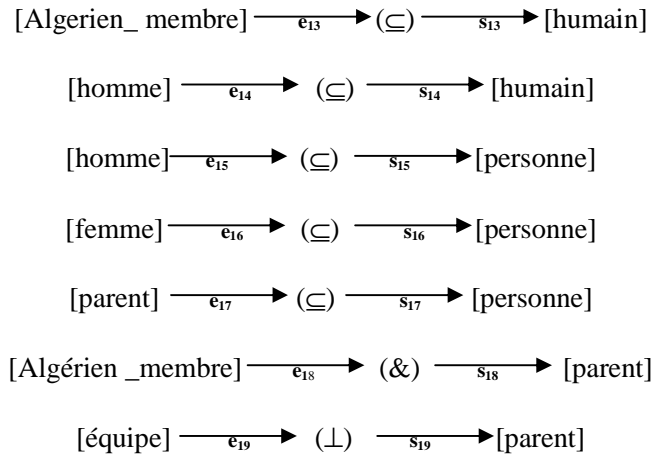 [Algerien_ membre] e13 (⊆) s13 [humain]
[homme] e14 (⊆) s14 [humain]
[homme] e15 (⊆) s15 [personne]
[femme] e16 (⊆) s16 [personne]
[parent] e17 (⊆) s17 [personne]
[Algérien _membre] e18 (&) s18 [parent]
[équipe] e19 (⊥) s19 [parent]